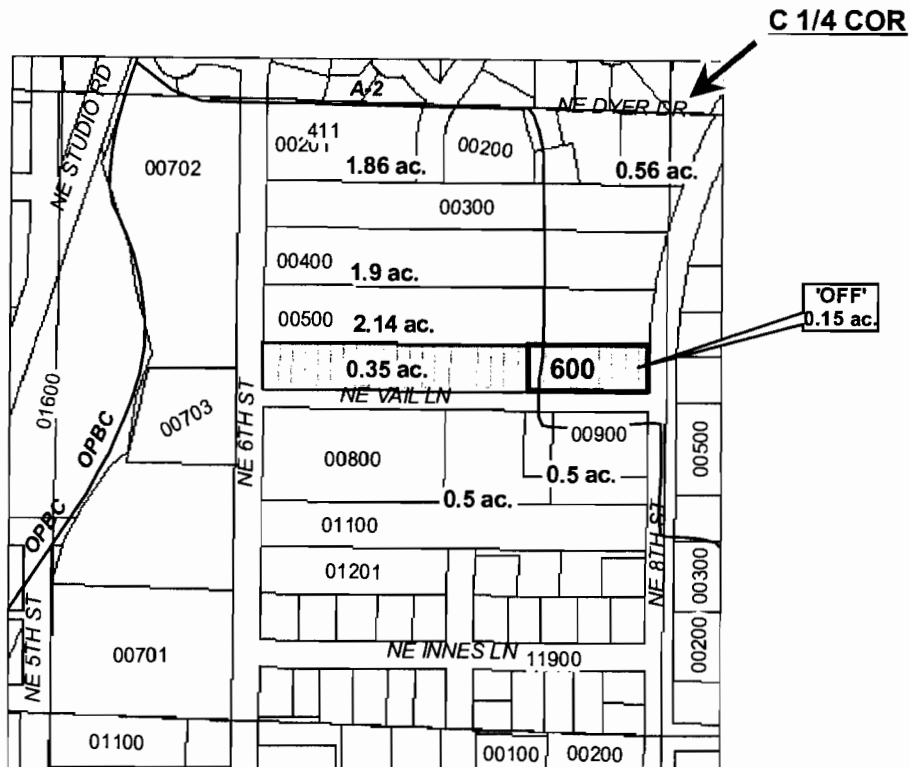 C 1/4 COR
A-2
NE DYER DR
NE STUDIO RD
411
00201
00200
00702
1.86 ac.
0.56 ac.
00300
00400
1.9 ac.
'OFF'
0.15 ac.
00500
2.14 ac.
0.35 ac.
600
NE VAIL LN
01600
00703
OPBC
NE 6TH ST
00900
00500
00800
0.5 ac.
0.5 ac.
OPBC
01100
NE 8TH ST
01201
00300
NE 5TH ST
00701
NE INNES LN
11900
00200
01100
00100
00200